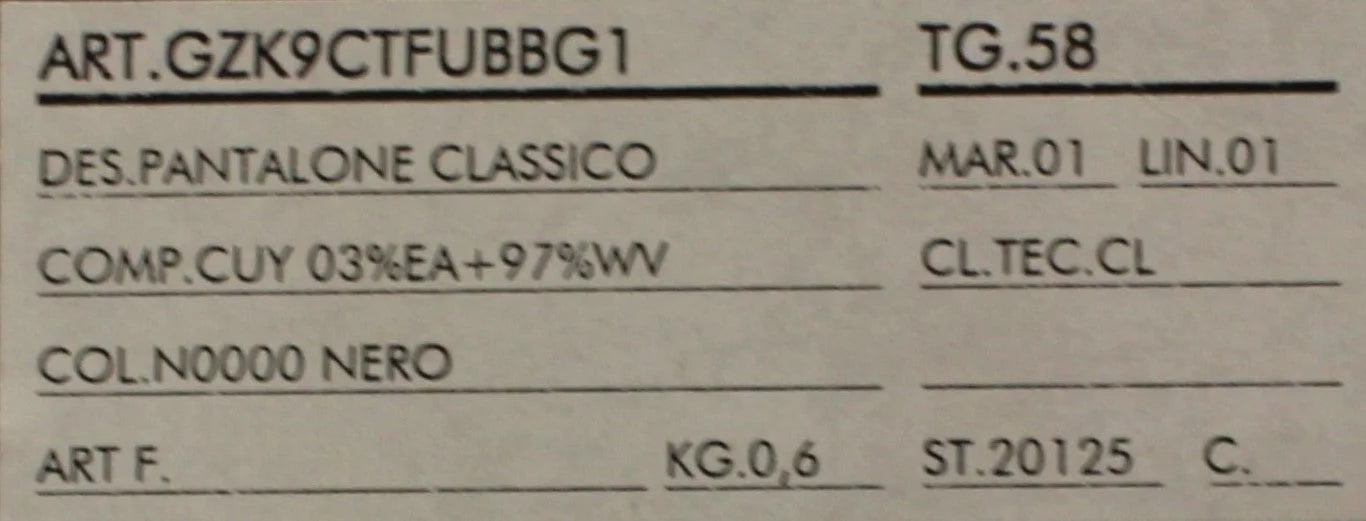 ART.GZK9CTFUBBG1 TG.58
DES.PANTALONE CLASSICO MAR.01 LIN.01
COMP.CUY 03%EA+97%WV CL.TEC.CL
COL.N0000 NERO
ART F. KG.0,6 ST.20125 C.